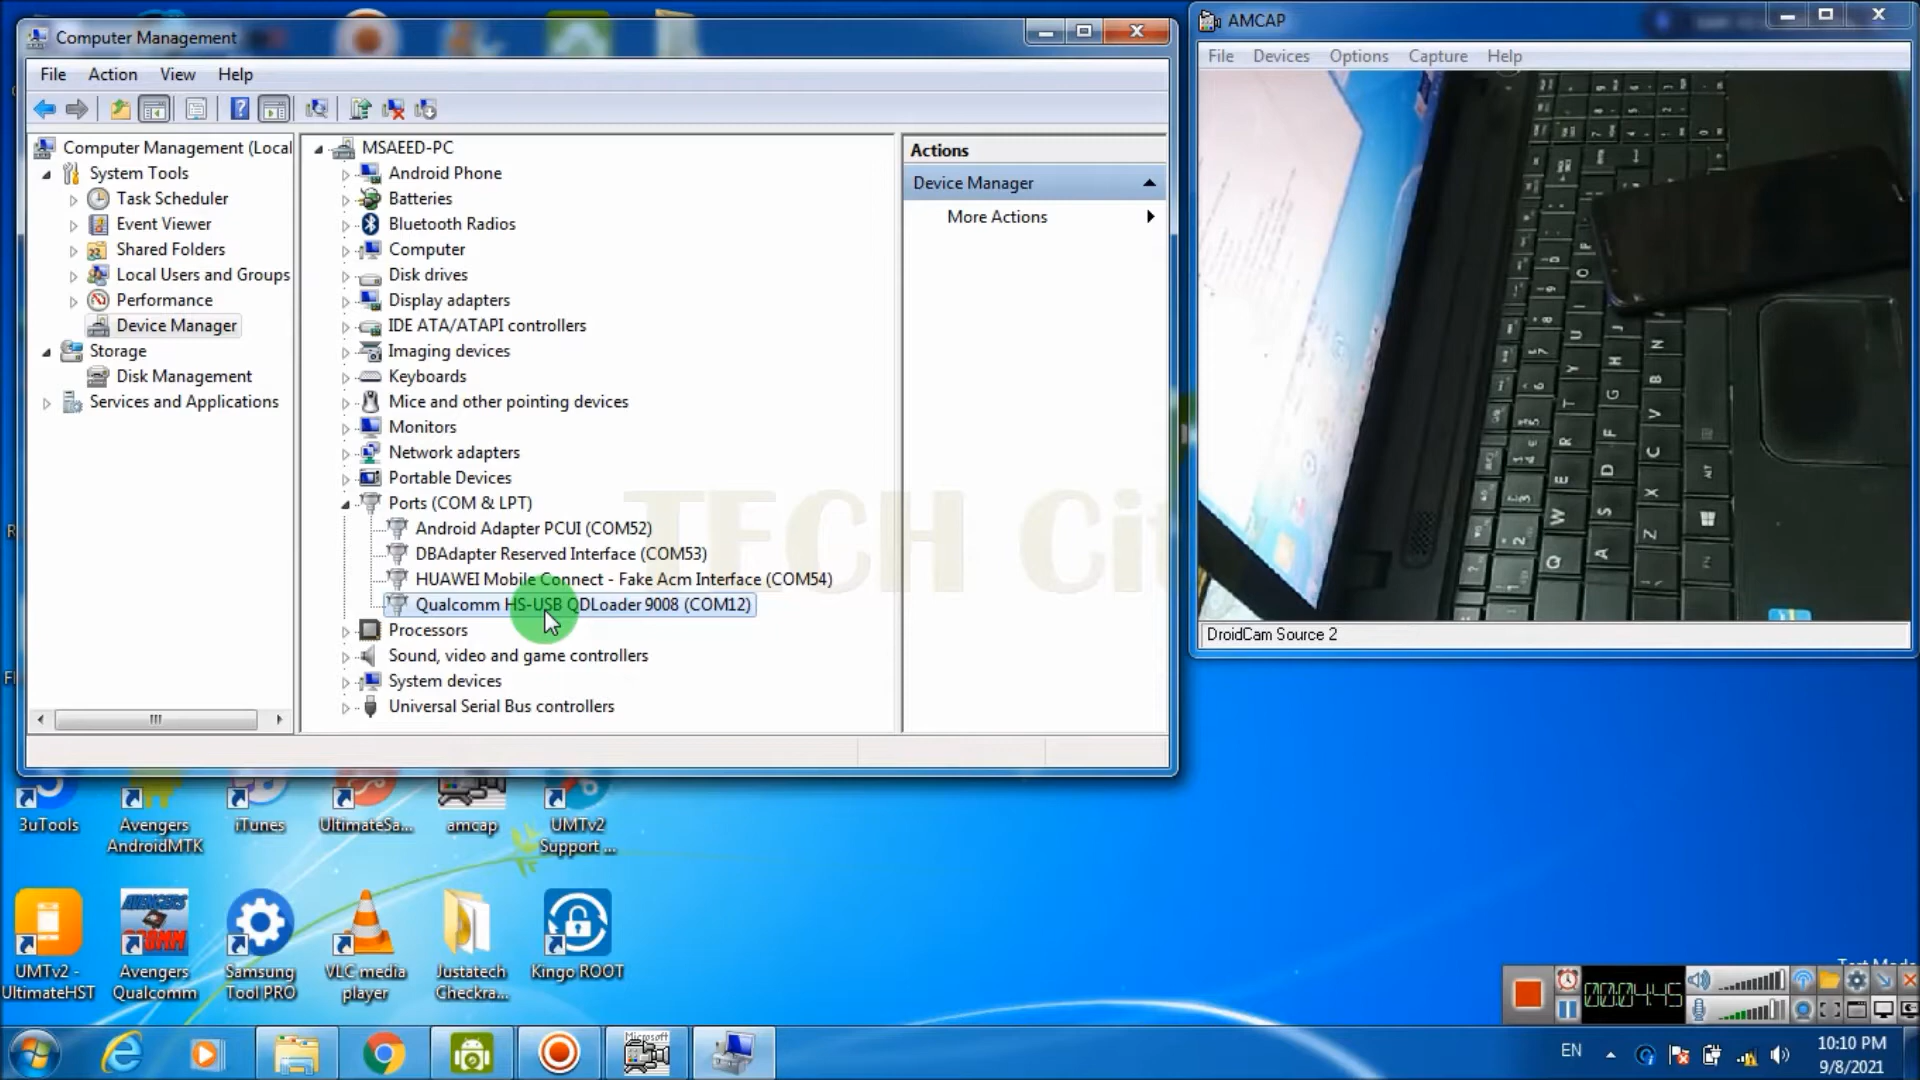 Computer Management
File Action View Help
Computer Management (Local
System Tools
Task Scheduler
Event Viewer
Shared Folders
Local Users and Groups
Performance
Device Manager
Storage
Disk Management
Services and Applications
MSAEED-PC
Android Phone
Batteries
Bluetooth Radios
Computer
Disk drives
Display adapters
IDE ATA/ATAPI controllers
Imaging devices
Keyboards
Mice and other pointing devices
Monitors
Network adapters
Portable Devices
Ports (COM & LPT)
Android Adapter PCUI (COM52)
DBAdapter Reserved Interface (COM53)
HUAWEI Mobile Connect - Fake Acm Interface (COM54)
Qualcomm HS-USB QDLoader 9008 (COM12)
Processors
Sound, video and game controllers
System devices
Universal Serial Bus controllers
Actions
Device Manager
More Actions
TECH Cit
AMCAP
File Devices Options Capture Help
DroidCam Source 2
3uTools
Avengers
AndroidMTK
iTunes
UltimateSa...
amcap
UMTv2
Support ...
UMTv2 -
UltimateHST
Avengers
Qualcomm
Samsung
Tool PRO
VLC media
player
Justatech
Checkra...
Kingo ROOT
00:04:45
Microsoft
EN
10:10 PM
9/8/2021